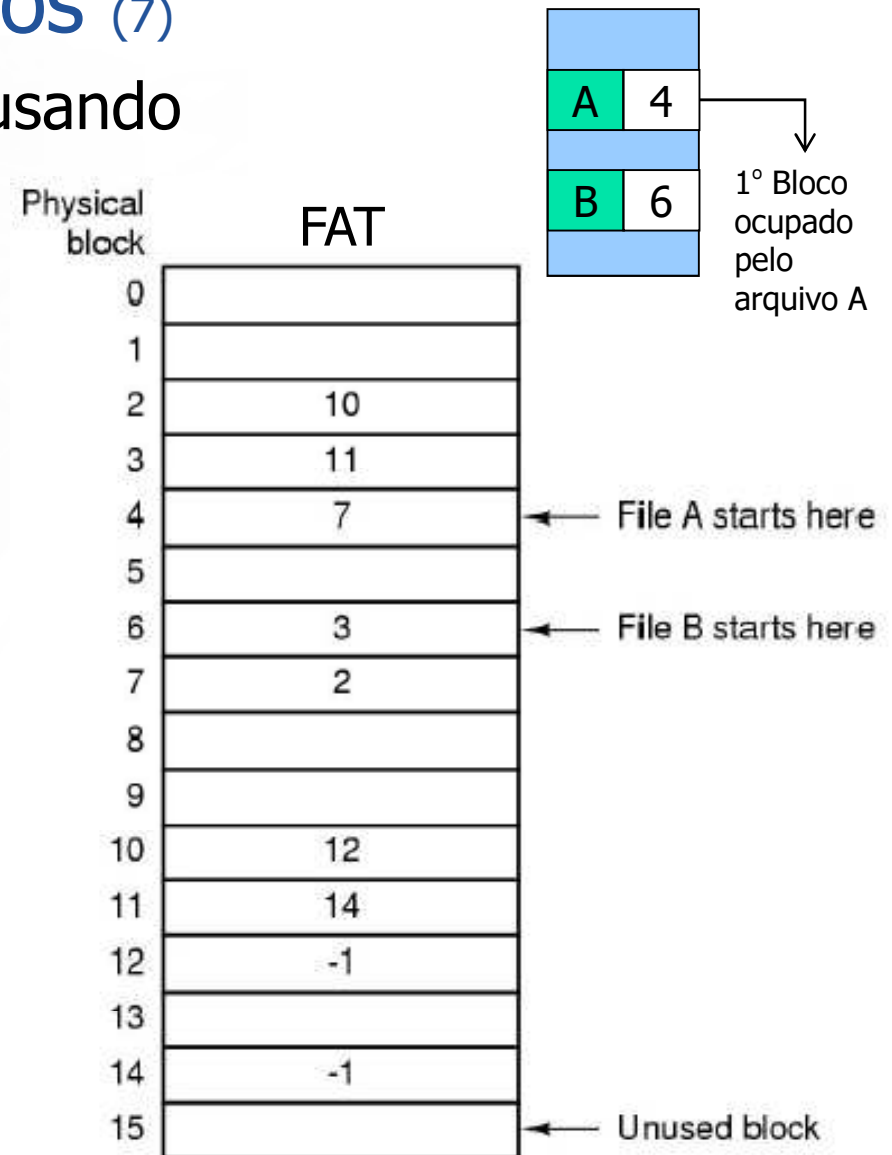 os (7)
usando
A 4
B 6
1° Bloco
ocupado
pelo
arquivo A
Physical
block
FAT
0
1
2 10
3 11
4 7 File A starts here
5
6 3 File B starts here
7 2
8
9
10 12
11 14
12 -1
13
14 -1
15 Unused block